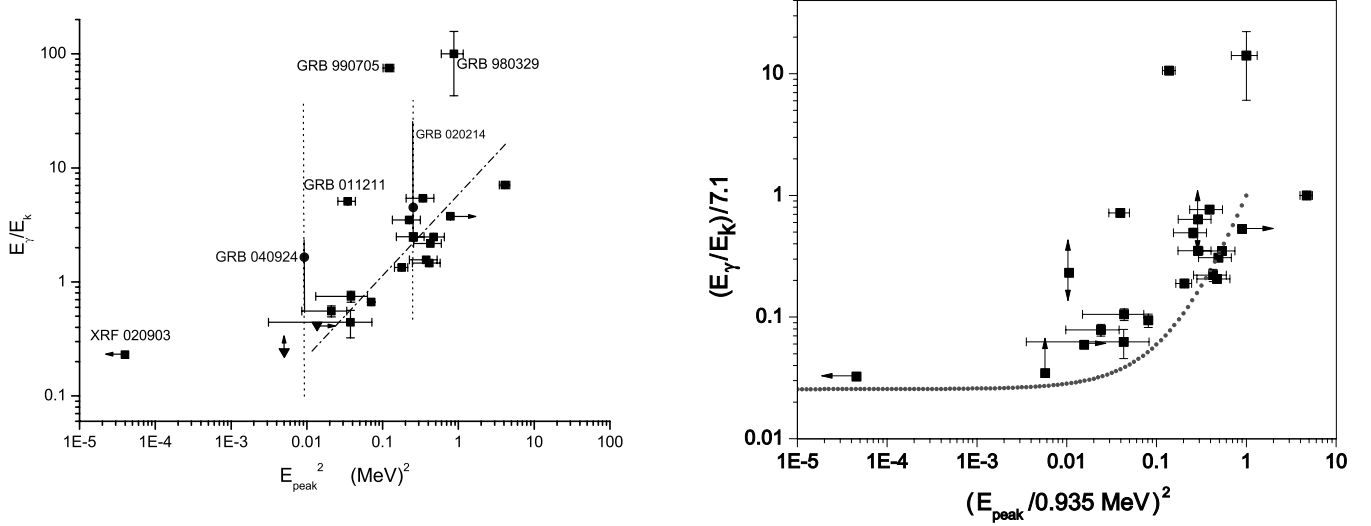 100
10
1
0.1
E_γ/E_k
GRB 990705
GRB 980329
GRB 020214
GRB 011211
GRB 040924
XRF 020903
1E-5 1E-4 1E-3 0.01 0.1 1 10 100
E_peak^2 (MeV)^2
10
1
0.1
0.01
(E_γ/E_k)/7.1
1E-5 1E-4 1E-3 0.01 0.1 1 10
(E_peak/0.935 MeV)^2